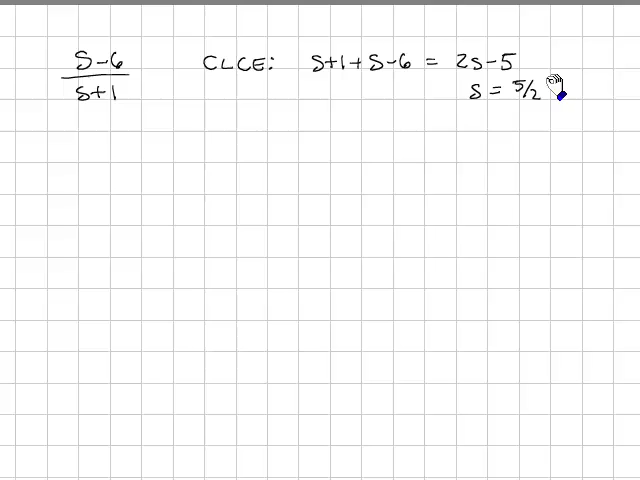 S-6
S+1
CLCE: S+1+S-6 = 2s-5
s = 5/2